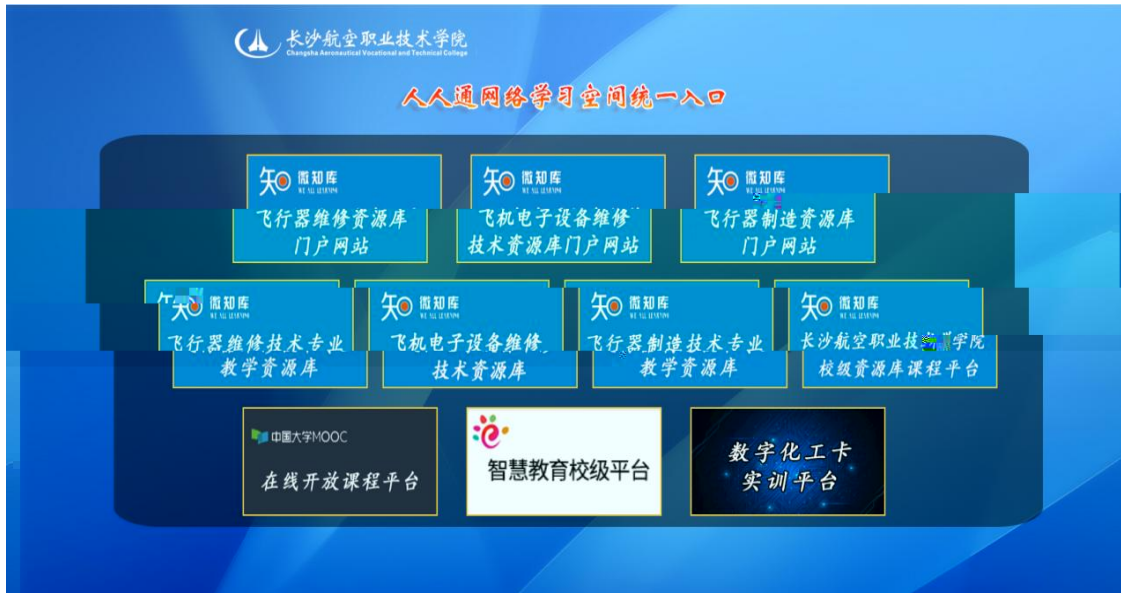 长沙航空职业技术学院
Changsha Aeronautical Vocational and Technical College
人人通网络学习空间统一入口
知 微知库
飞行器维修资源库
门户网站
知 微知库
飞机电子设备维修
技术资源库门户网站
知 微知库
飞行器制造资源库
门户网站
知 微知库
飞行器维修技术专业
教学资源库
知 微知库
飞机电子设备维修
技术资源库
知 微知库
飞行器制造技术专业
教学资源库
知 微知库
长沙航空职业技术学院
校级资源库课程平台
中国大学MOOC
在线开放课程平台
智慧教育校级平台
数字化工卡
实训平台